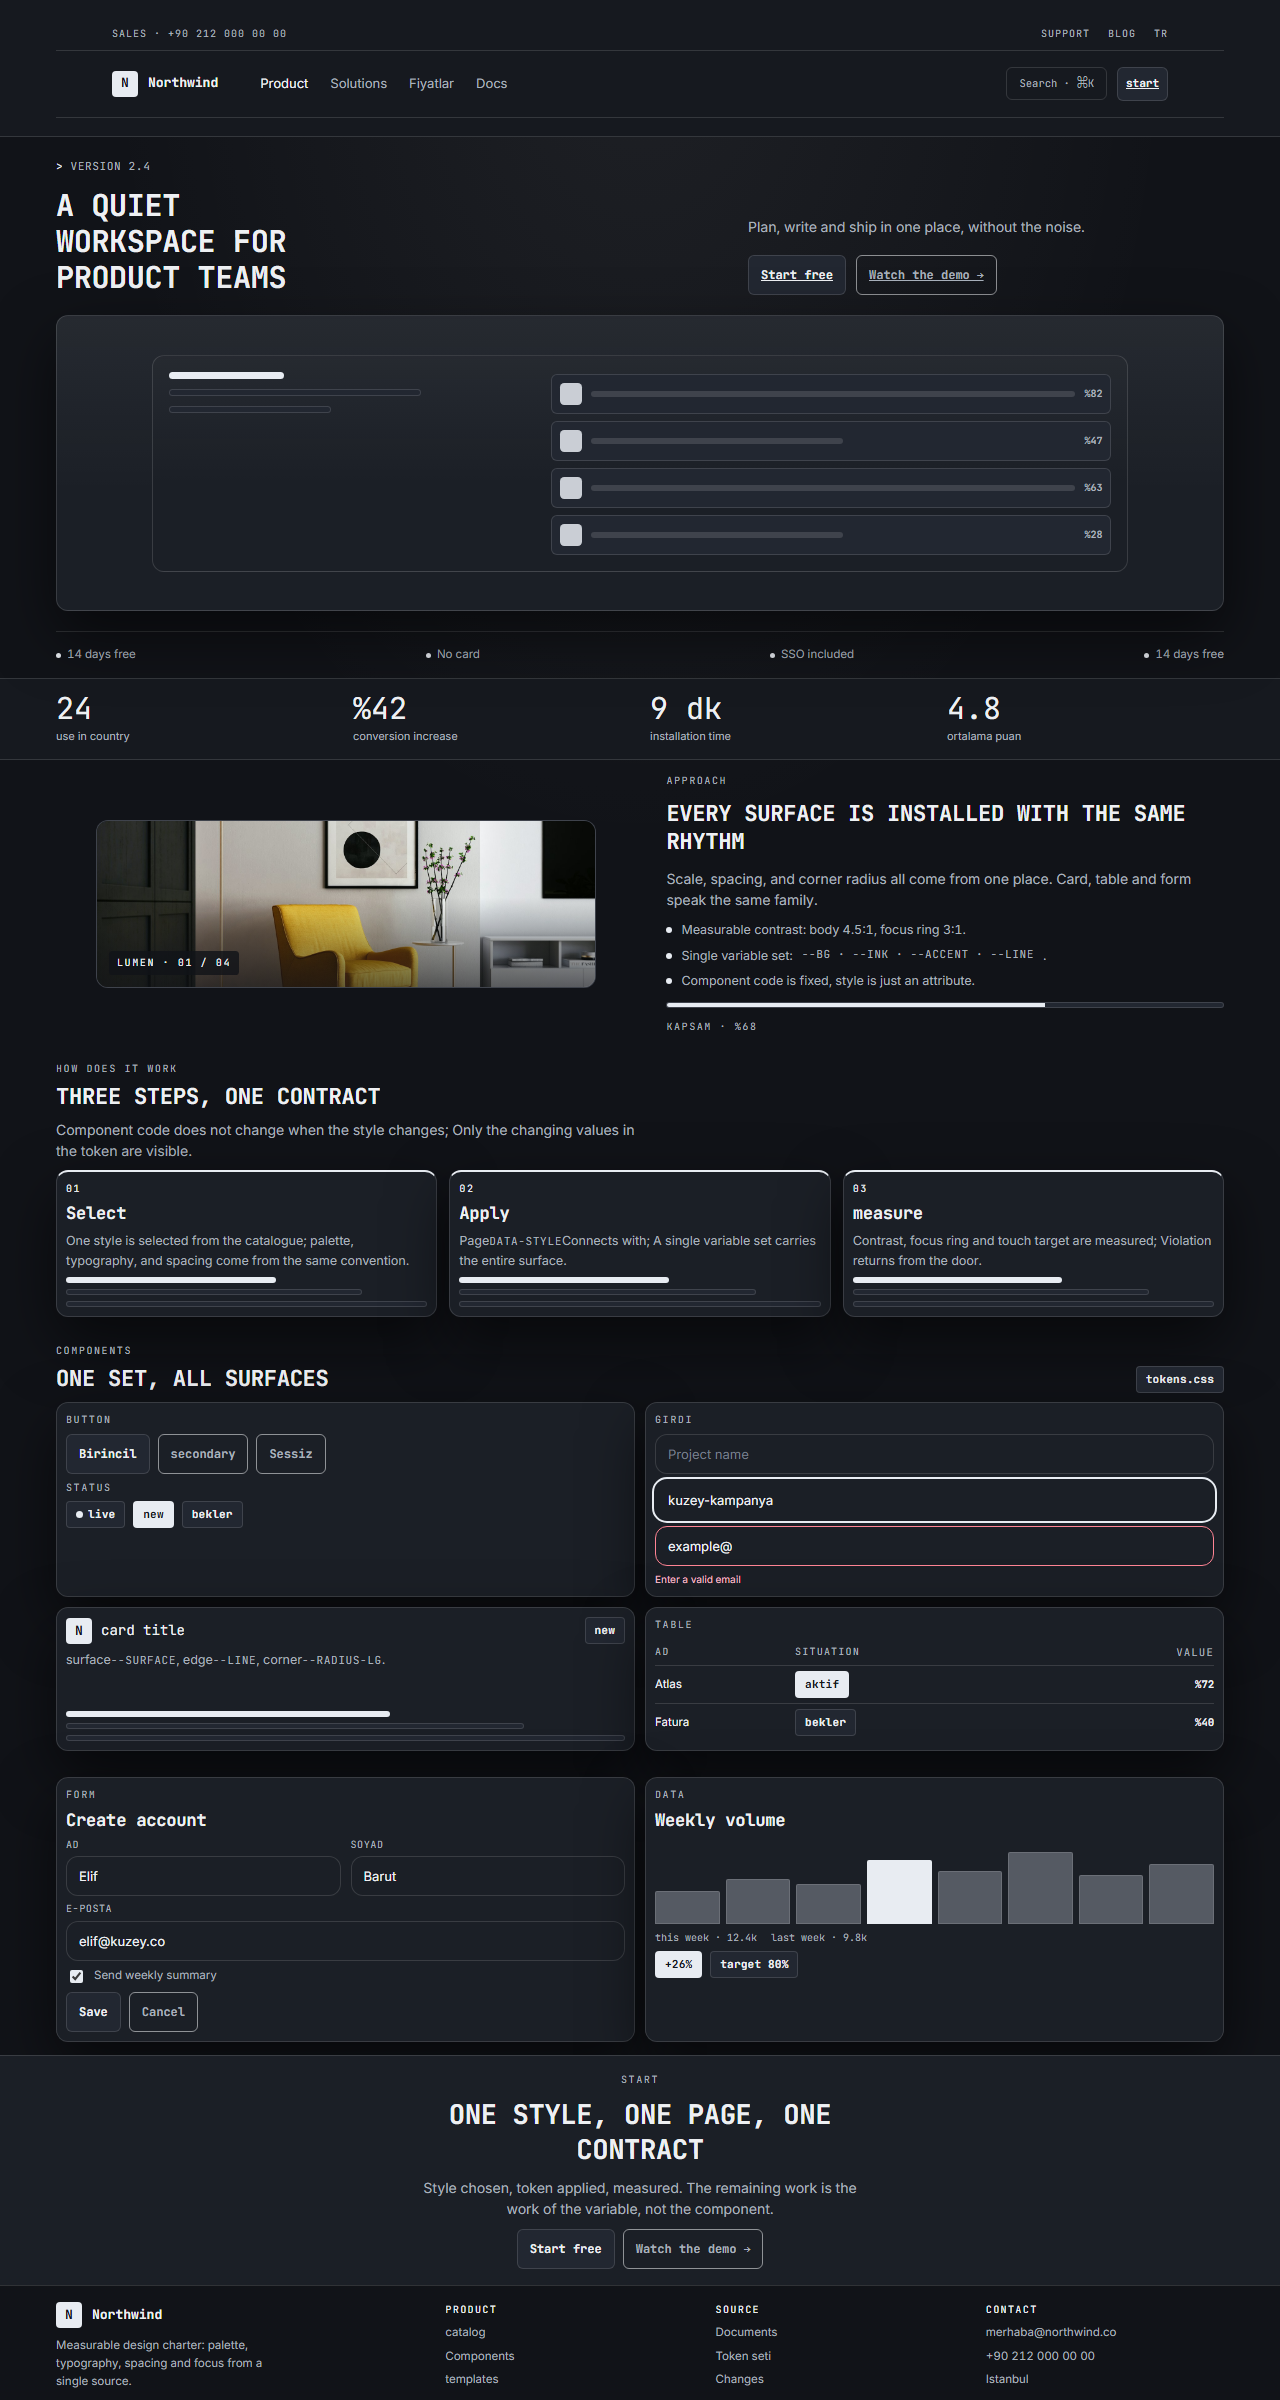 SALES · +90 212 000 00 00
SUPPORT BLOG TR
N Northwind Product Solutions Fiyatlar Docs Search · ⌘K start
> VERSION 2.4
A QUIET
WORKSPACE FOR
PRODUCT TEAMS
Plan, write and ship in one place, without the noise.
Start free Watch the demo →
%82
%47
%63
%28
14 days free No card SSO included 14 days free
24 %42 9 dk 4.8
use in country conversion increase installation time ortalama puan
LUMEN · 01 / 04
APPROACH
EVERY SURFACE IS INSTALLED WITH THE SAME
RHYTHM
Scale, spacing, and corner radius all come from one place. Card, table and form
speak the same family.
Measurable contrast: body 4.5:1, focus ring 3:1.
Single variable set: --BG · --INK · --ACCENT · --LINE .
Component code is fixed, style is just an attribute.
KAPSAM · %68
HOW DOES IT WORK
THREE STEPS, ONE CONTRACT
Component code does not change when the style changes; Only the changing values in
the token are visible.
01
Select
One style is selected from the catalogue; palette,
typography, and spacing come from the same convention.
02
Apply
PageDATA-STYLEConnects with; A single variable set carries
the entire surface.
03
measure
Contrast, focus ring and touch target are measured; Violation
returns from the door.
COMPONENTS
ONE SET, ALL SURFACES
tokens.css
BUTTON
Birincil secondary Sessiz
STATUS
live new bekler
GIRDI
Project name
kuzey-kampanya
example@
Enter a valid email
N card title new
surface--SURFACE, edge--LINE, corner--RADIUS-LG.
TABLE
AD SITUATION VALUE
Atlas aktif %72
Fatura bekler %40
FORM
Create account
AD SOYAD
Elif Barut
E-POSTA
elif@kuzey.co
Send weekly summary
Save Cancel
DATA
Weekly volume
this week · 12.4k last week · 9.8k
+26% target 80%
START
ONE STYLE, ONE PAGE, ONE
CONTRACT
Style chosen, token applied, measured. The remaining work is the
work of the variable, not the component.
Start free Watch the demo →
N Northwind
Measurable design charter: palette,
typography, spacing and focus from a
single source.
PRODUCT
catalog
Components
templates
SOURCE
Documents
Token seti
Changes
CONTACT
merhaba@northwind.co
+90 212 000 00 00
Istanbul